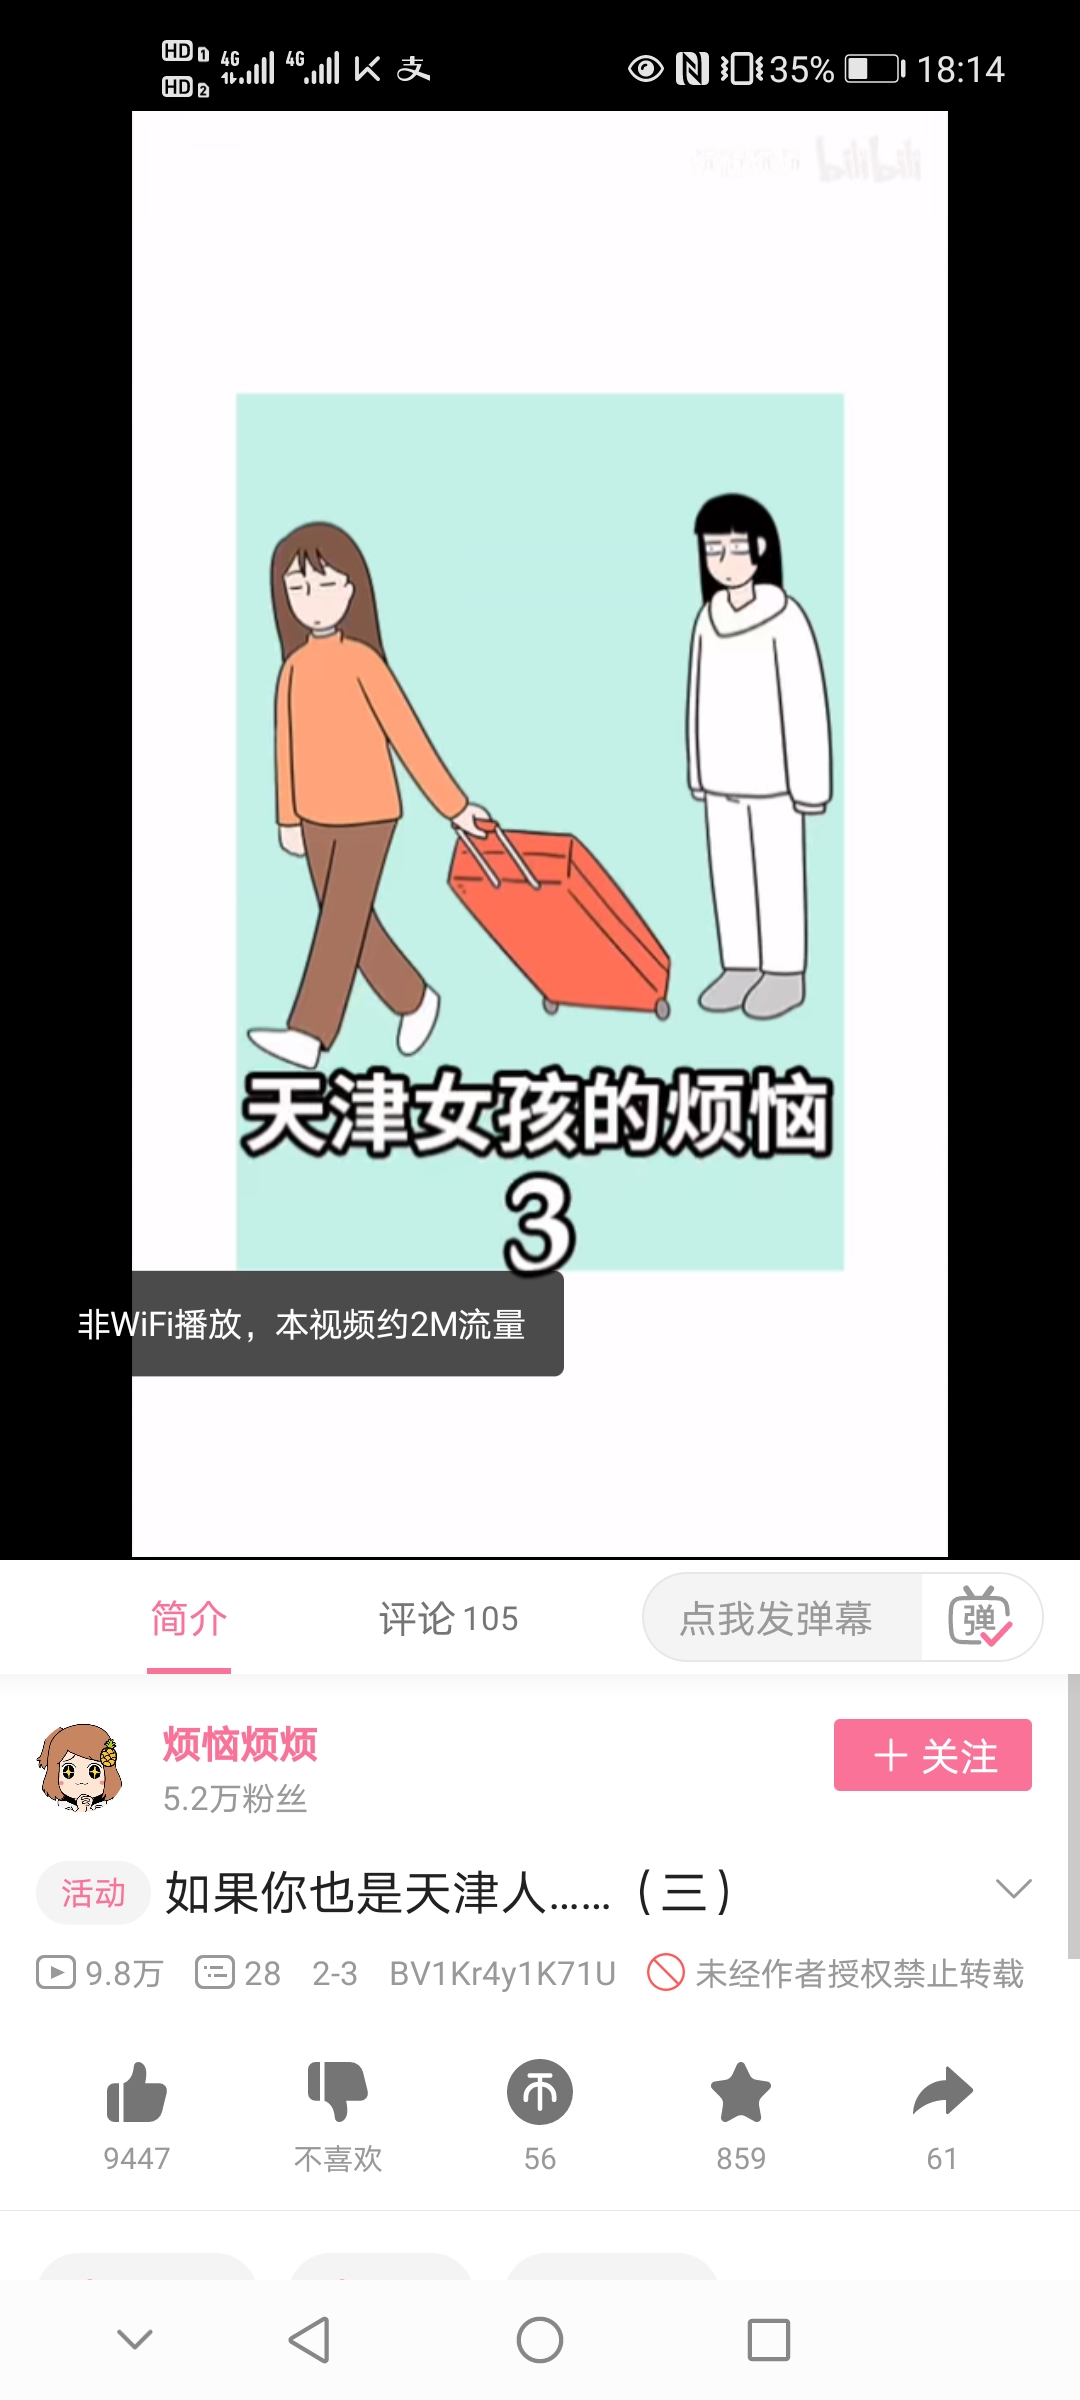 HD 1 4G 4G 支 35% 18:14
HD 2
bilibili
天津女孩的烦恼
3
非WiFi播放，本视频约2M流量
简介 评论 105 点我发弹幕 弹
烦恼烦烦
5.2万粉丝
＋ 关注
活动 如果你也是天津人……（三）
9.8万 28 2-3 BV1Kr4y1K71U 未经作者授权禁止转载
9447 不喜欢 56 859 61